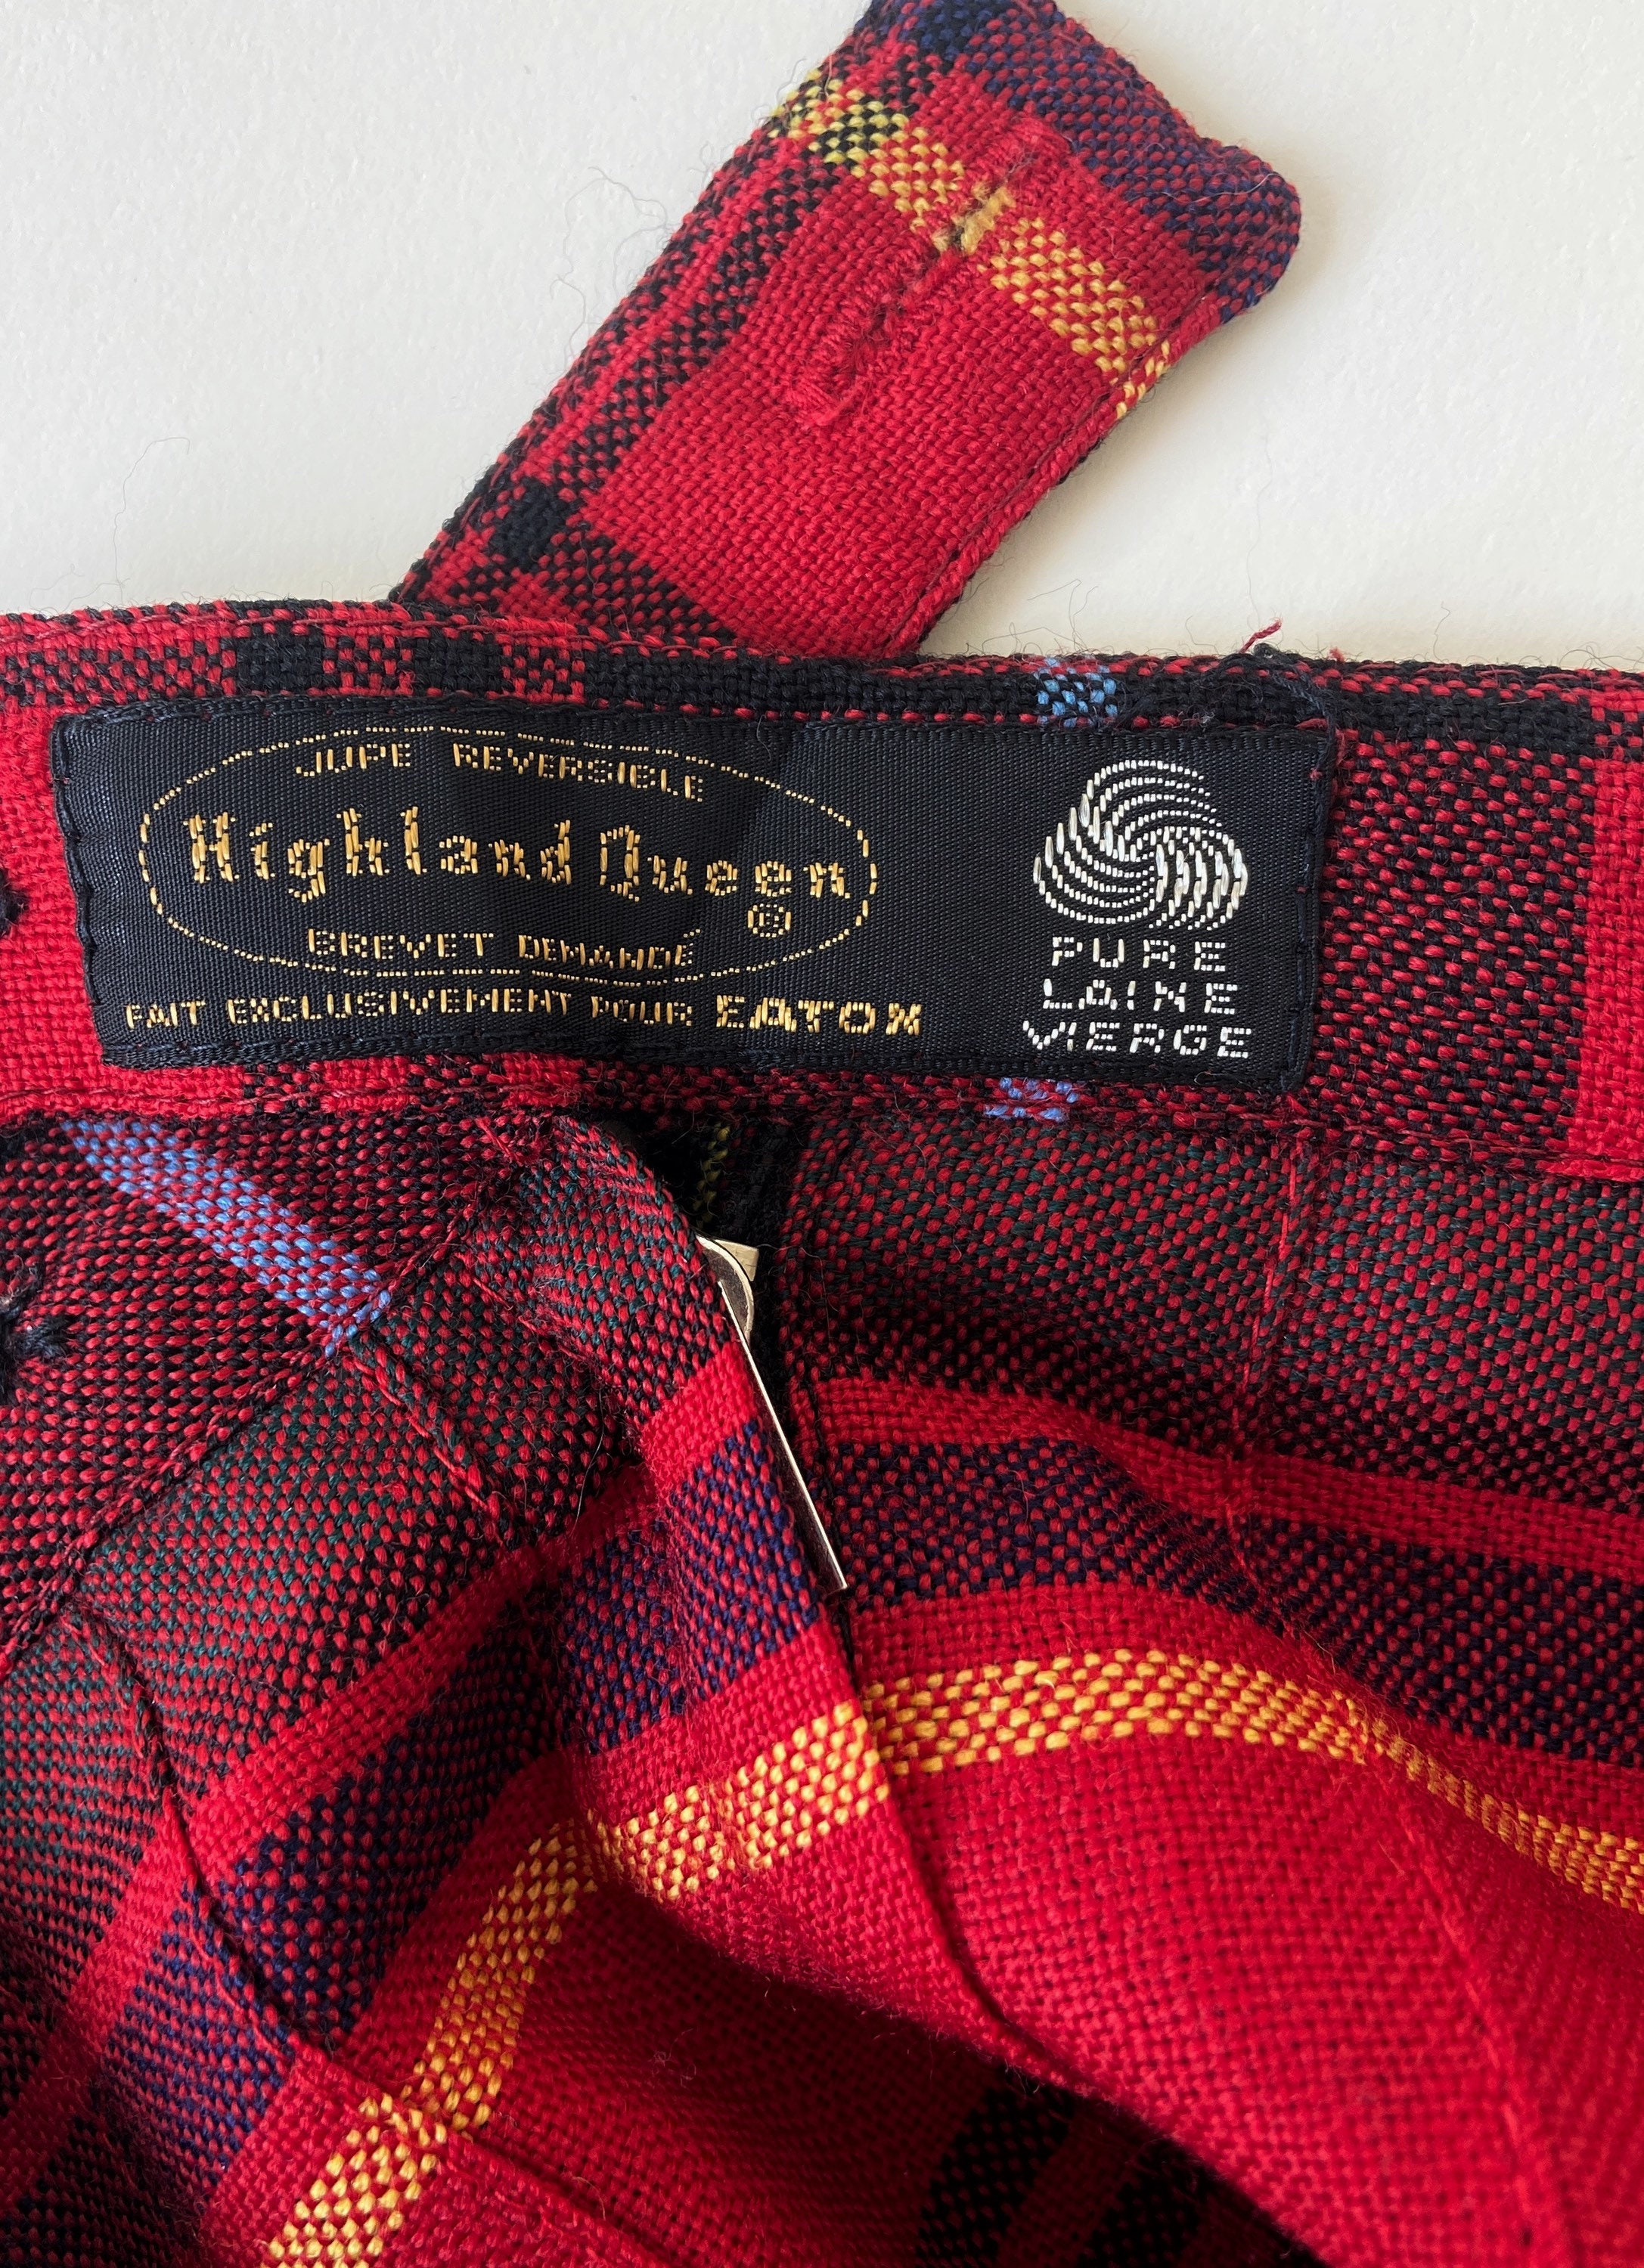 JUPE REVERSIBLE
Highland Queen
®
BREVET DEMANDÉ
FAIT EXCLUSIVEMENT POUR EATON
PURE
LAINE
VIERGE